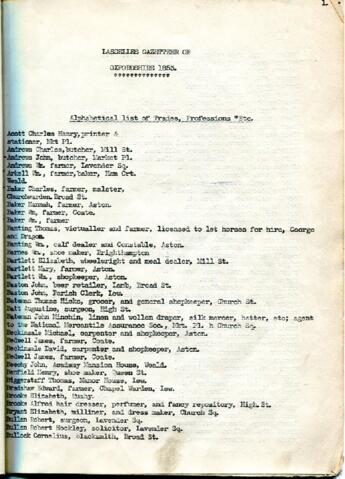 1.
LASCELLES GAZETTEER OF
OXFORDSHIRE 1853.
**************
Alphabetical list of Trades, Professions "Etc.
Acott Charles Henry, printer &
stationer, Mkt Pl.
Andrews Charles, butcher, Mill St.
Andrews John, butcher, Market Pl.
Andrews Wm. farmer, Lavender Sq.
Arkell Wm. farmer, baker, Ham Crt.
Weald.
Baker Charles, farmer, malster,
Churchwarden. Broad St.
Baker Hannah, farmer, Aston.
Baker Wm, farmer, Coate.
Baker Wm., farmer
Banting Thomas, victualler and farmer, licensed to let horses for hire, George
and Dragon.
Banting Wm., calf dealer and Constable, Aston.
Barnes Wm. shoe maker, Brighthampton
Bartlett Elizabeth, wheelwright and meal dealer, Mill St.
Bartlett Mary, farmer, Aston.
Bartlett Wm., shopkeeper, Aston.
Baston John, beer retailer, Lamb, Broad St.
Baston John, Parish Clerk, Lew.
Bateman Thomas Hicks, grocer, and general shopkeeper, Church St.
Batt Augustine, surgeon, High St.
Bateman John Minchin, linen and wollen draper, silk mercer, hatter, etc; agent
to the National Mercantile Assurance Soc., Mkt. Pl. & Church Sq.
Beckinsale Michael, carpenter and shopkeeper, Aston.
Bedwell James, farmer, Coate.
Beckinsale David, carpenter and shopkeeper, Aston.
Bedwell James, farmer, Coate.
Beechy John, Academy Mansion House, Weald.
Benfield Henry, shoe maker, Queen St.
Biggerstaff Thomas, Manor House, Lew.
Bradshaw Edward, farmer, Chapel Warden, Lew.
Brooks Elizabeth, Rushy.
Brooks Alfred hair dresser, perfumer, and fancy repository, High St.
Bryant Elizabeth, milliner, and dress maker, Church Sq
Bullen Robert, surgeon, Lavender Sq.
Bullen Robert Hockley, solicitor, Lavender Sq.
Bullock Cornelius, blacksmith, Broad St.